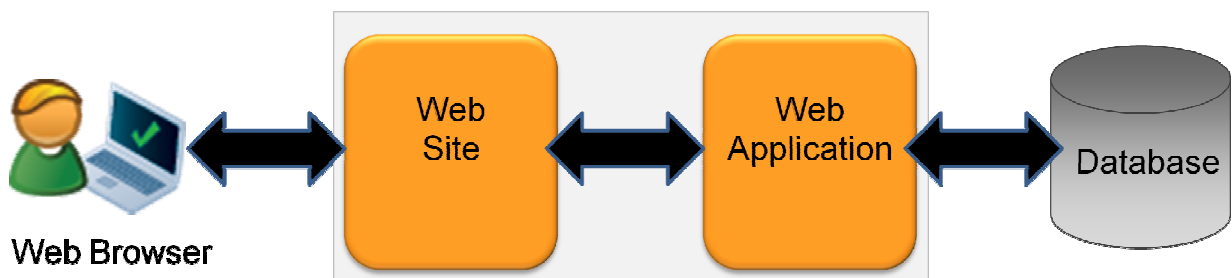 Web Browser
Web
Site
Web
Application
Database